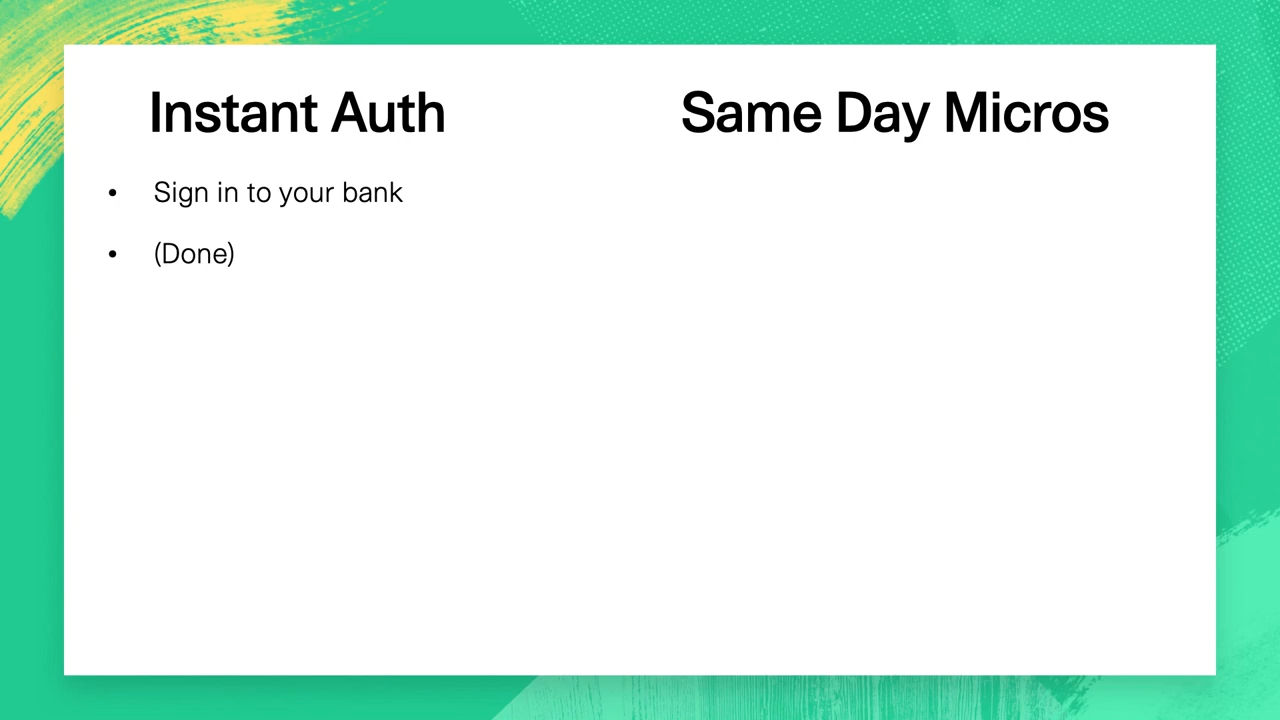 Instant Auth
• Sign in to your bank
• (Done)
Same Day Micros